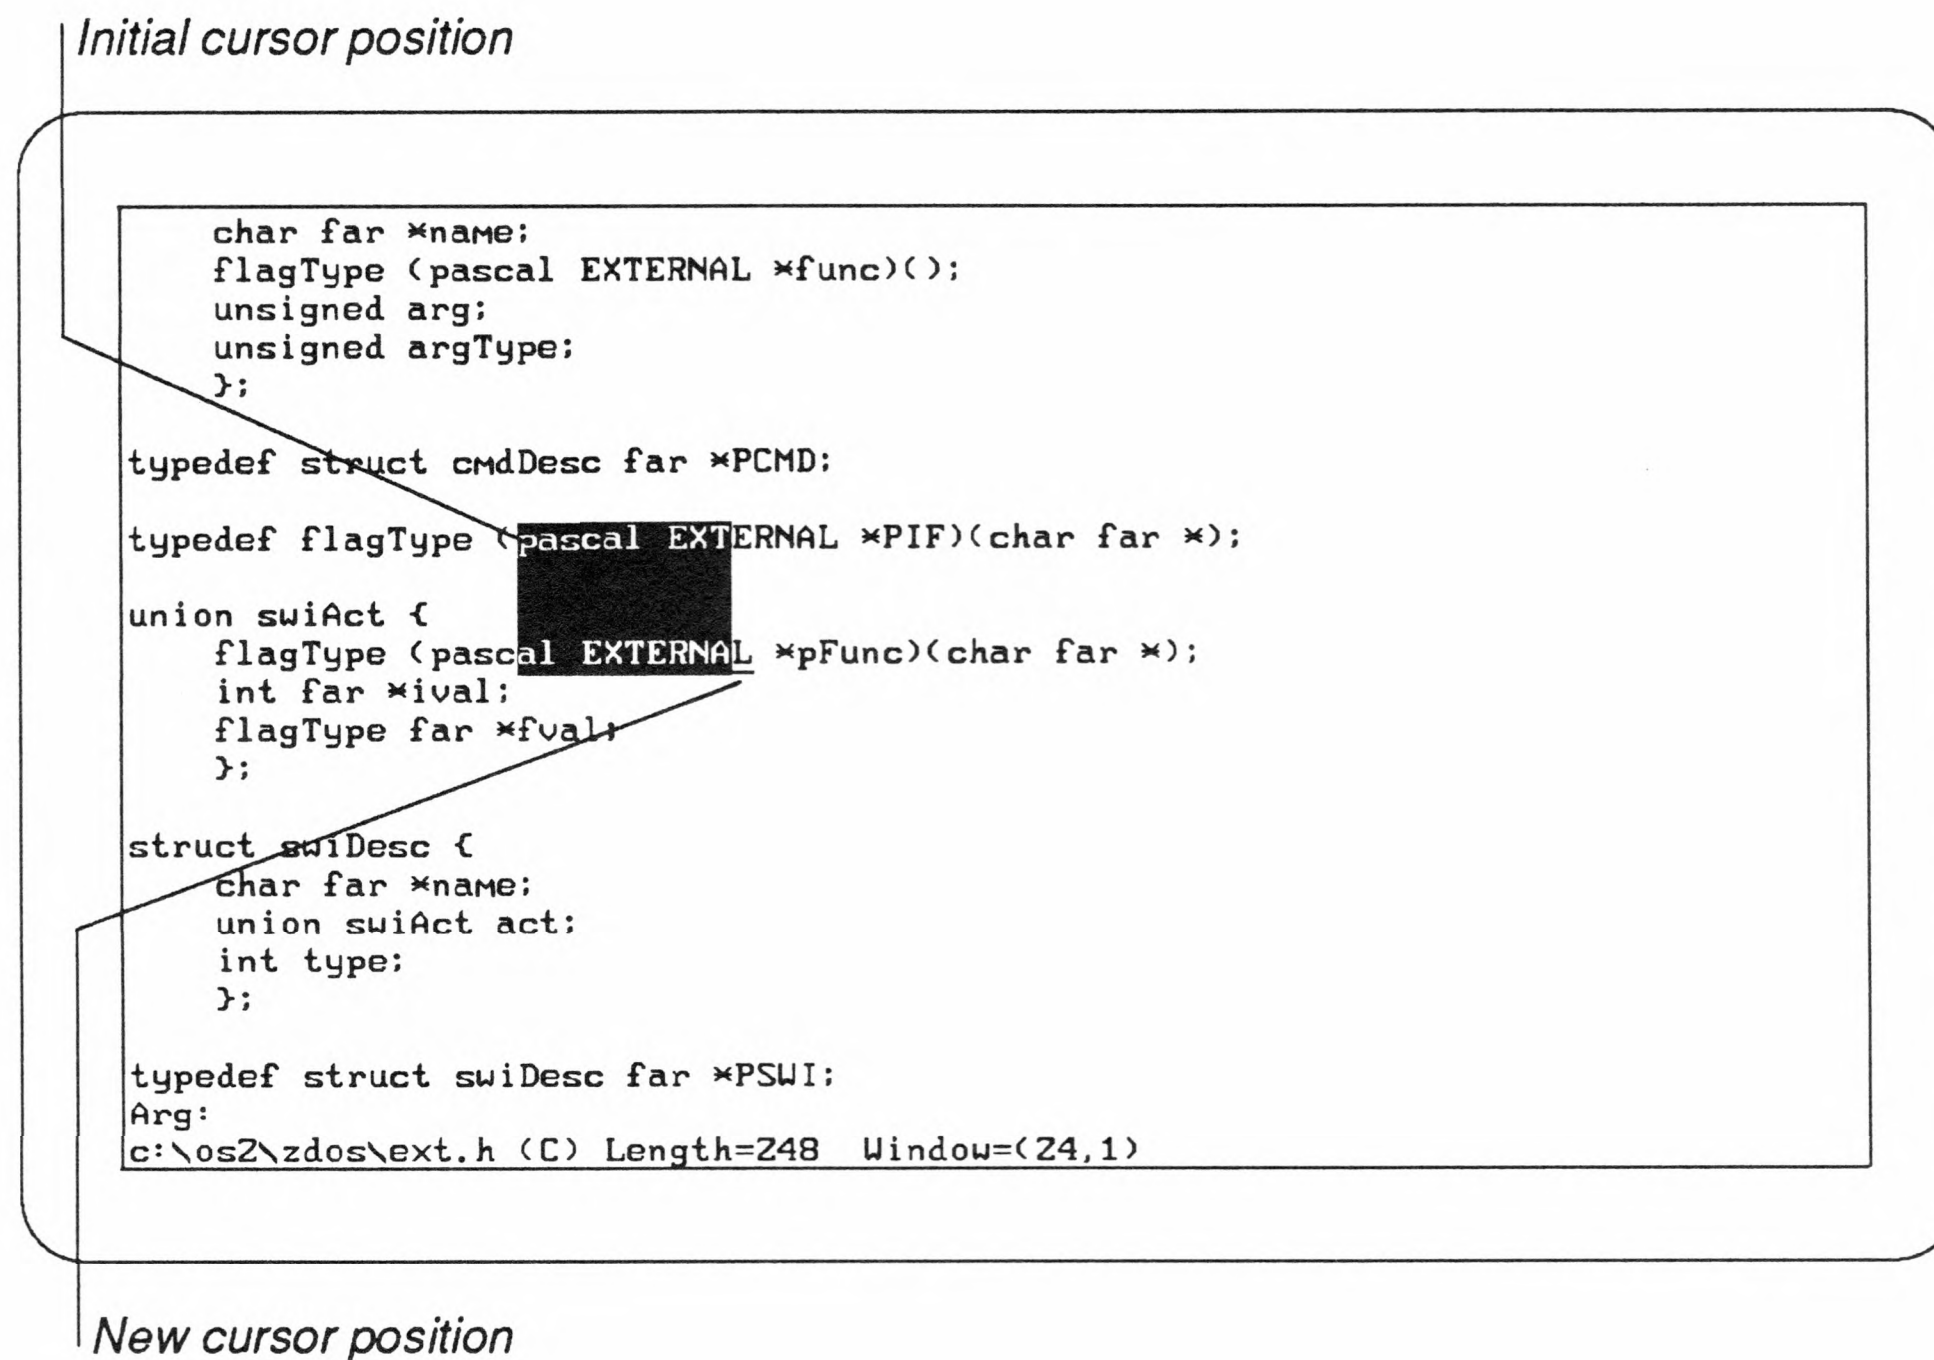 Initial cursor position
    char far *name;
    flagType (pascal EXTERNAL *func)();
    unsigned arg;
    unsigned argType;
    };
typedef struct cmdDesc far *PCMD;
typedef flagType (pascal EXTERNAL *PIF)(char far *);
union swiAct {
    flagType (pascal EXTERNAL *pFunc)(char far *);
    int far *ival;
    flagType far *fval;
    };
struct swiDesc {
    char far *name;
    union swiAct act;
    int type;
    };
typedef struct swiDesc far *PSWI;
Arg:
c:\os2\zdos\ext.h (C) Length=248  Window=(24,1)
New cursor position